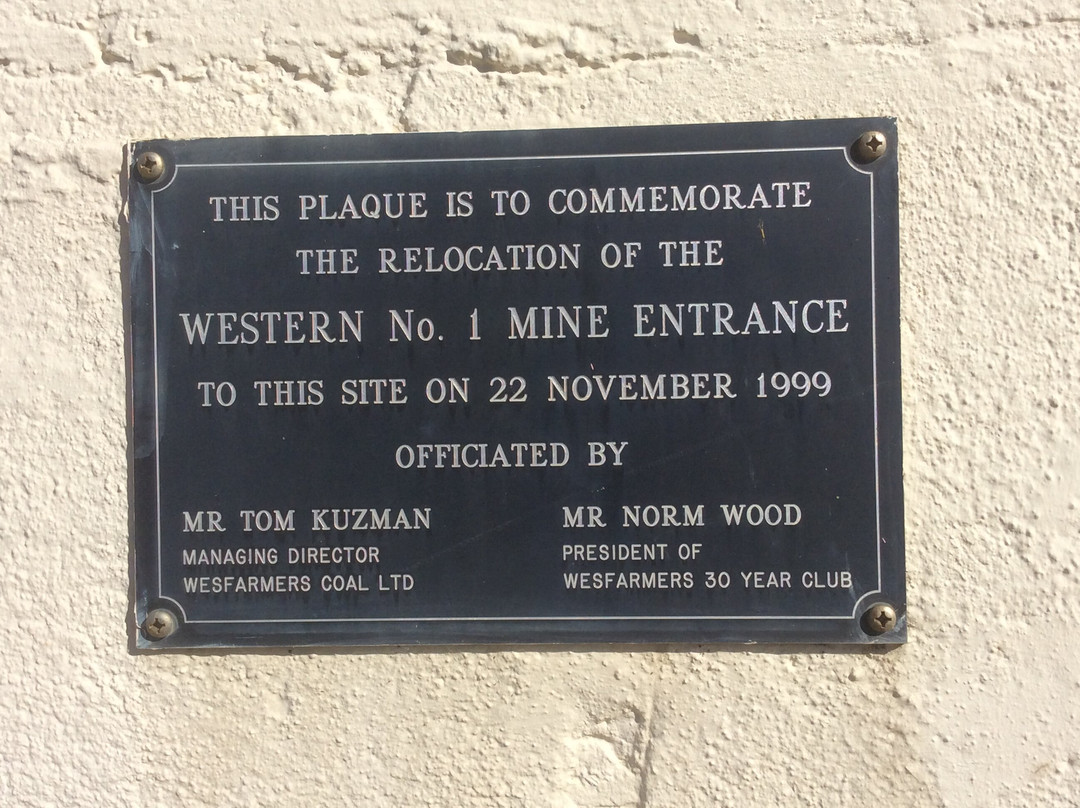 THIS PLAQUE IS TO COMMEMORATE
THE RELOCATION OF THE
WESTERN No. 1 MINE ENTRANCE
TO THIS SITE ON 22 NOVEMBER 1999
OFFICIATED BY
MR TOM KUZMAN
MANAGING DIRECTOR
WESFARMERS COAL LTD
MR NORM WOOD
PRESIDENT OF
WESFARMERS 30 YEAR CLUB